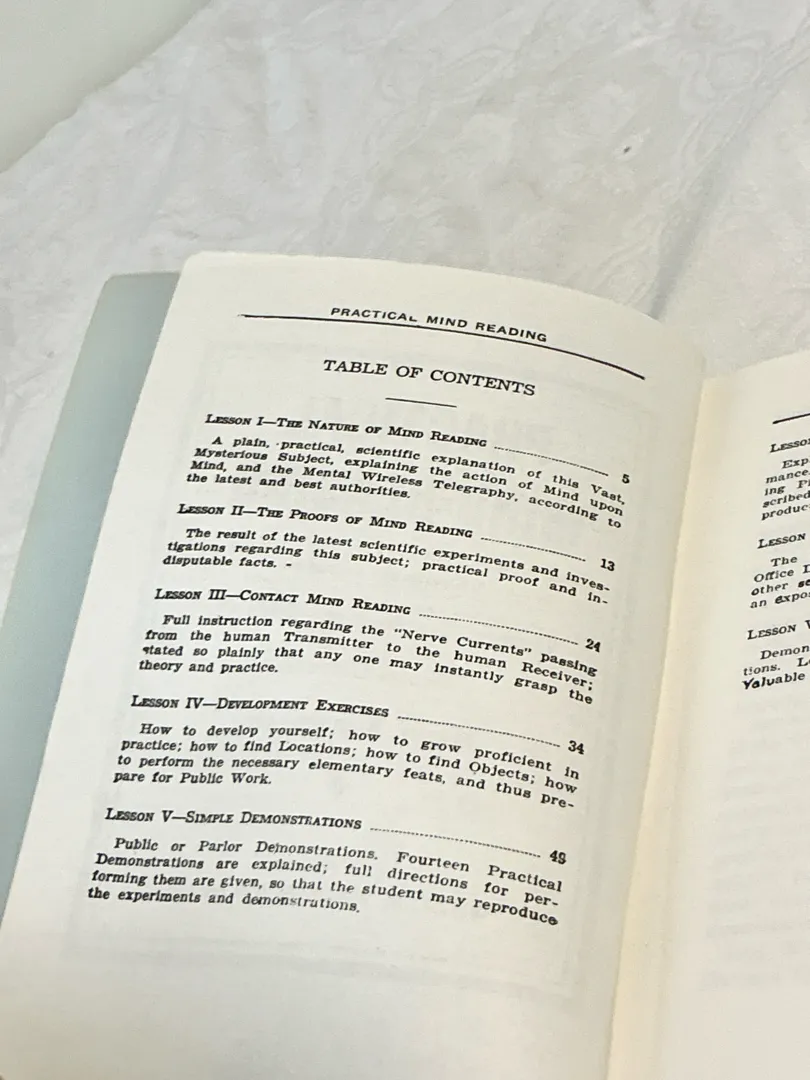 PRACTICAL MIND READING
TABLE OF CONTENTS
LESSON I—THE NATURE OF MIND READING ........ 5
A plain, practical, scientific explanation of this Vast,
Mysterious Subject, explaining the action of Mind upon
Mind, and the Mental Wireless Telegraphy, according to
the latest and best authorities.
LESSON II—THE PROOFS OF MIND READING ........ 13
The result of the latest scientific experiments and inves-
tigations regarding this subject; practical proof and in-
disputable facts. -
LESSON III—CONTACT MIND READING ........ 24
Full instruction regarding the "Nerve Currents" passing
from the human Transmitter to the human Receiver;
stated so plainly that any one may instantly grasp the
theory and practice.
LESSON IV—DEVELOPMENT EXERCISES ........ 34
How to develop yourself; how to grow proficient in
practice; how to find Locations; how to find Objects; how
to perform the necessary elementary feats, and thus pre-
pare for Public Work.
LESSON V—SIMPLE DEMONSTRATIONS ........
Public or Parlor Demonstrations. Fourteen Practical
Demonstrations are explained; full directions for per-
forming them are given, so that the student may reproduce
the experiments and demonstrations.
LESSON
mance.
ing
scribed
LESSON
The
Office
other
an
LESSON
Valuable